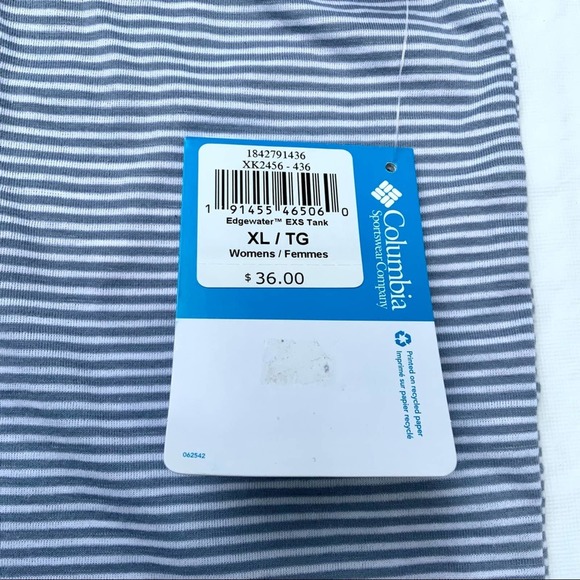 1842791436
XK2456 - 436
1 91455 46506 0
Edgewater™ EXS Tank
XL / TG
Womens / Femmes
$ 36.00
Columbia
Sportswear Company
Printed on recycled paper
Imprimé sur papier recyclé
062542